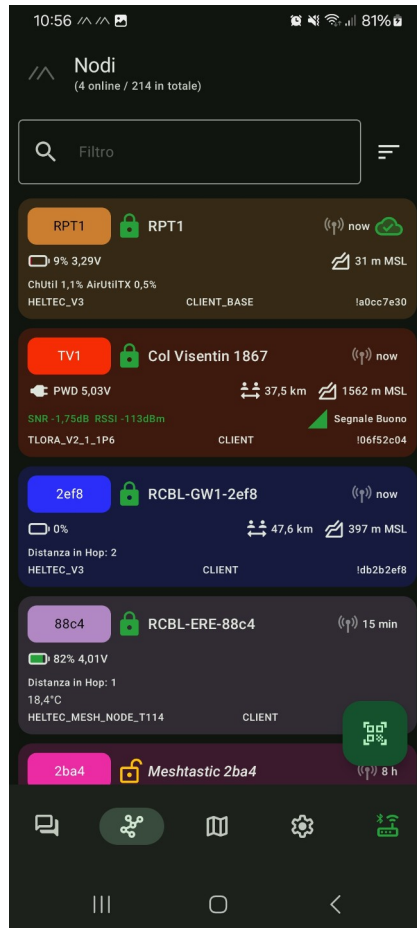 10:56 81%
Nodi
(4 online / 214 in totale)
Filtro
RPT1 RPT1 now
9% 3,29V 31 m MSL
ChUtil 1,1% AirUtilTX 0,5%
HELTEC_V3 CLIENT_BASE !a0cc7e30
TV1 Col Visentin 1867 now
PWD 5,03V 37,5 km 1562 m MSL
SNR -1,75dB RSSI -113dBm Segnale Buono
TLORA_V2_1_1P6 CLIENT !06f52c04
2ef8 RCBL-GW1-2ef8 now
0% 47,6 km 397 m MSL
Distanza in Hop: 2
HELTEC_V3 CLIENT !db2b2ef8
88c4 RCBL-ERE-88c4 15 min
82% 4,01V
Distanza in Hop: 1
18,4°C
HELTEC_MESH_NODE_T114 CLIENT
2ba4 Meshtastic 2ba4 8 h